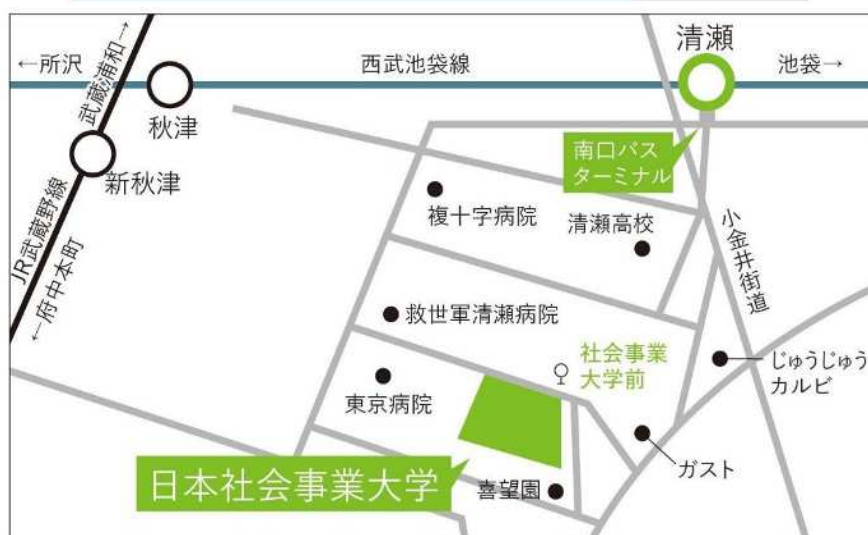 清瀬
←所沢
西武池袋線
池袋→
武蔵浦和→
秋津
新秋津
南口バス
ターミナル
複十字病院
清瀬高校
小金井街道
JR武蔵野線
←府中本町
救世軍清瀬病院
社会事業
大学前
じゅうじゅう
カルビ
東京病院
ガスト
日本社会事業大学
喜望園